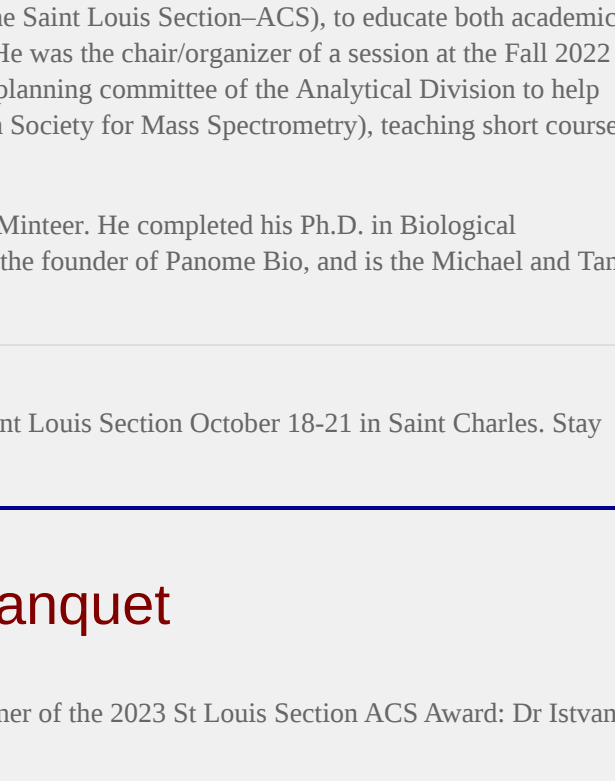 Saint Louis Section–ACS), to educate both academic
He was the chair/organizer of a session at the Fall 2022
planning committee of the Analytical Division to help
Society for Mass Spectrometry), teaching short course
Minteer. He completed his Ph.D. in Biological
the founder of Panome Bio, and is the Michael and
Louis Section October 18-21 in Saint Charles. Stay
anquet
of the 2023 St Louis Section ACS Award: Dr Istvan